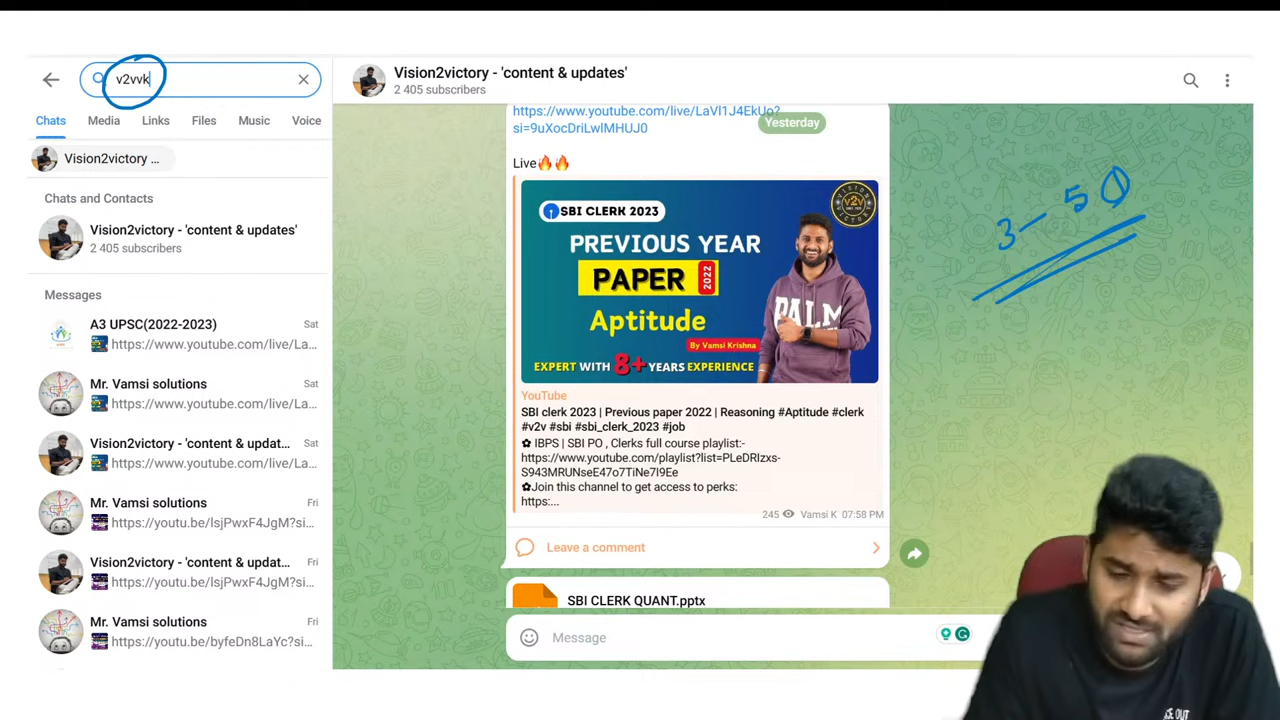 v2vvk
Chats Media Links Files Music Voice
Vision2victory ...
Chats and Contacts
Vision2victory - 'content & updates'
2 405 subscribers
Messages
A3 UPSC(2022-2023) Sat
https://www.youtube.com/live/La...
Mr. Vamsi solutions Sat
https://www.youtube.com/live/La...
Vision2victory - 'content & updat... Sat
https://www.youtube.com/live/La...
Mr. Vamsi solutions Fri
https://youtu.be/lsjPwxF4JgM?si...
Vision2victory - 'content & updat... Fri
https://youtu.be/lsjPwxF4JgM?si...
Mr. Vamsi solutions Fri
https://youtu.be/byfeDn8LaYc?si...
Vision2victory - 'content & updates'
2 405 subscribers
https://www.youtube.com/live/LaVl1J4EkUo?
si=9uXocDriLwlMHUJ0
Yesterday
Live🔥🔥
SBI CLERK 2023
VISION
v2v
VICTORY
PREVIOUS YEAR
PAPER 2022
Aptitude
PALM
By Vamsi Krishna
EXPERT WITH 8+ YEARS EXPERIENCE
YouTube
SBI clerk 2023 | Previous paper 2022 | Reasoning #Aptitude #clerk
#v2v #sbi #sbi_clerk_2023 #job
✿ IBPS | SBI PO , Clerks full course playlist:-
https://www.youtube.com/playlist?list=PLeDRIzxs-
S943MRUNseE47o7TiNe7I9Ee
✿Join this channel to get access to perks:
https:...
245 Vamsi K 07:58 PM
Leave a comment
SBI CLERK QUANT.pptx
Message
3 - 5